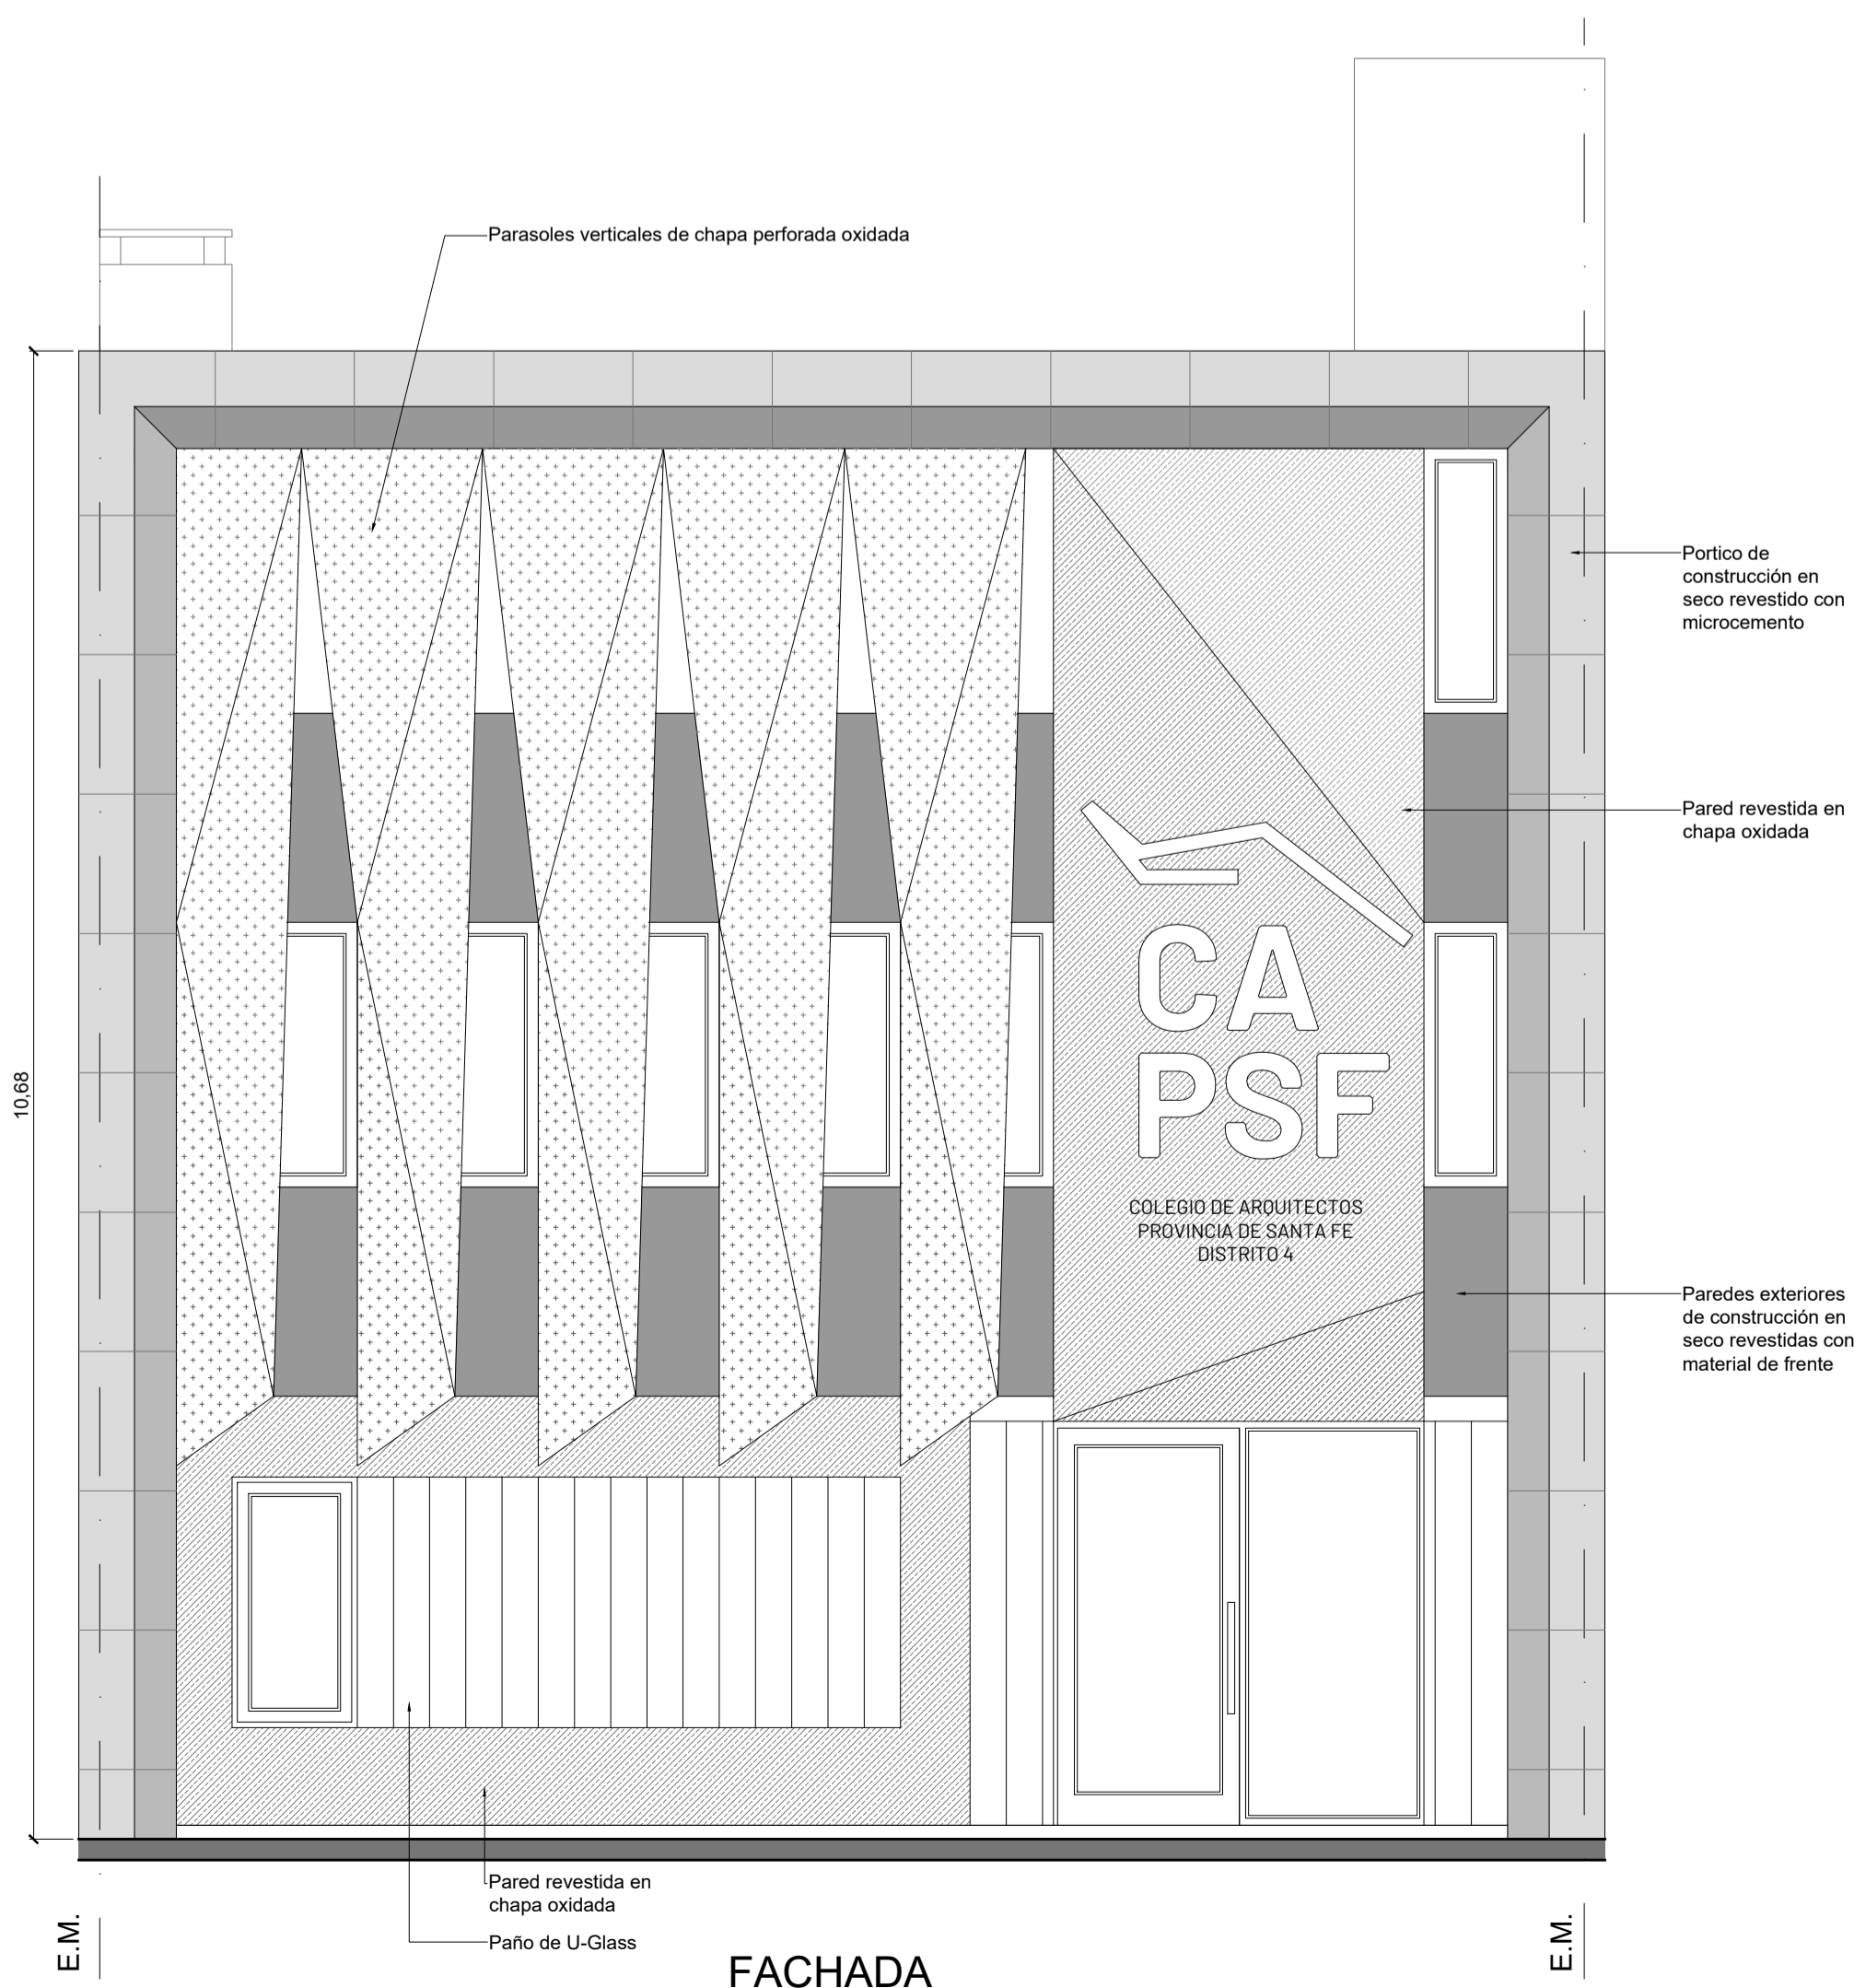 Parasoles verticales de chapa perforada oxidada
Portico de
construcción en
seco revestido con
microcemento
Pared revestida en
chapa oxidada
10,68
CA
PSF
COLEGIO DE ARQUITECTOS
PROVINCIA DE SANTA FE
DISTRITO 4
Paredes exteriores
de construcción en
seco revestidas con
material de frente
Pared revestida en
chapa oxidada
Paño de U-Glass
E.M.
E.M.
FACHADA